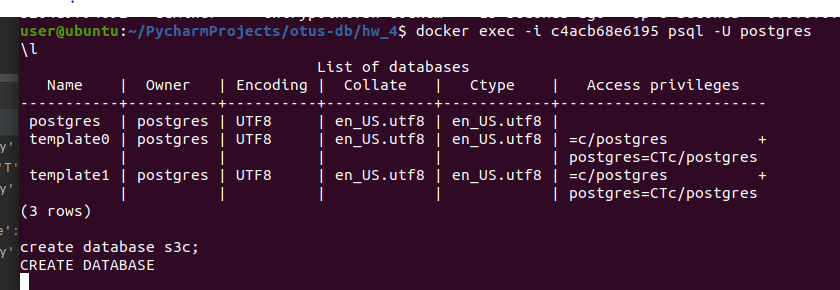 user@ubuntu:~/PycharmProjects/otus-db/hw_4$ docker exec -i c4acb68e6195 psql -U postgres
\l
                                  List of databases
   Name    |  Owner   | Encoding |  Collate   |   Ctype    |   Access privileges
-----------+----------+----------+------------+------------+-----------------------
 postgres  | postgres | UTF8     | en_US.utf8 | en_US.utf8 |
 template0 | postgres | UTF8     | en_US.utf8 | en_US.utf8 | =c/postgres          +
           |          |          |            |            | postgres=CTc/postgres
 template1 | postgres | UTF8     | en_US.utf8 | en_US.utf8 | =c/postgres          +
           |          |          |            |            | postgres=CTc/postgres
(3 rows)
create database s3c;
CREATE DATABASE